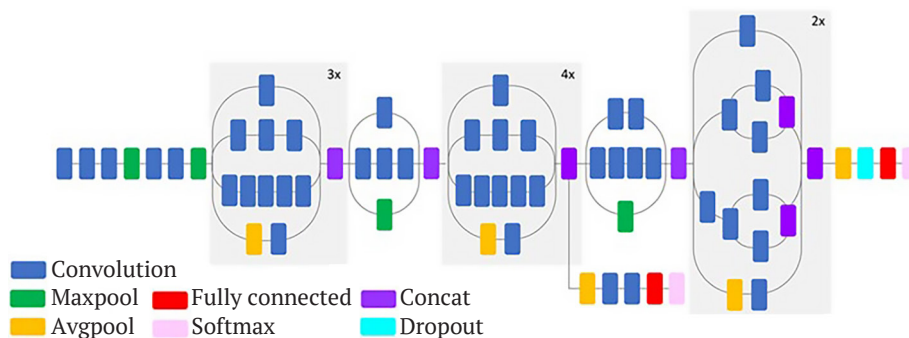 3x
4x
2x
Convolution
Maxpool
Fully connected
Concat
Avgpool
Softmax
Dropout